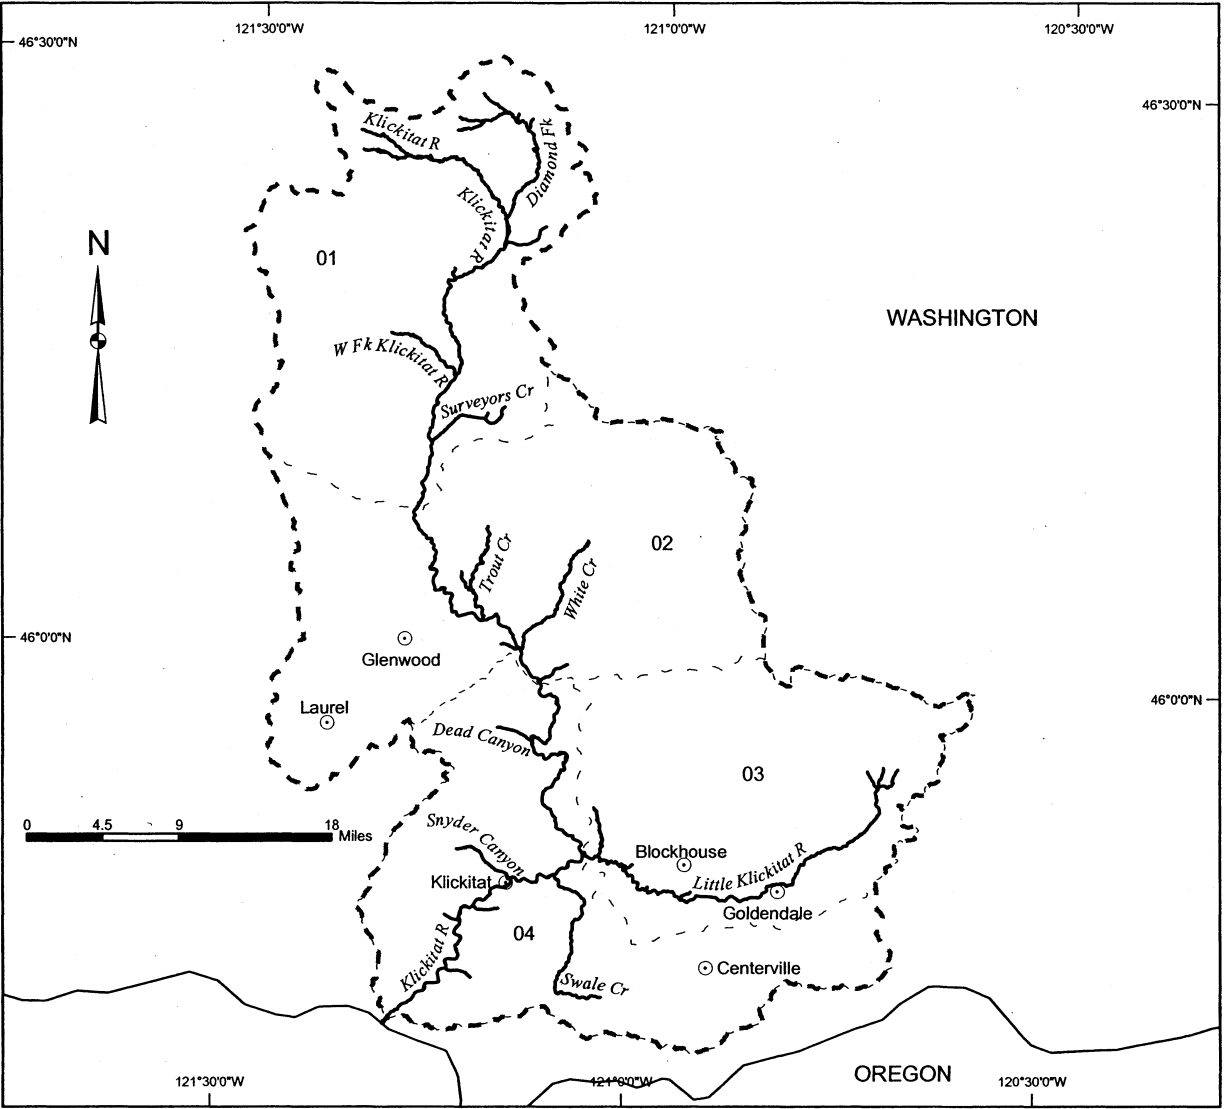 121°30'0"W
121°0'0"W
120°30'0"W
46°30'0"N
46°30'0"N
Klickitat R
Diamond Fk
Klickitat R
N
01
WASHINGTON
W Fk Klickitat R
Surveyors Cr
02
Trout Cr
White Cr
46°0'0"N
Glenwood
46°0'0"N
Laurel
Dead Canyon
03
0 4.5 9 18 Miles
Snyder Canyon
Blockhouse
Little Klickitat R
Klickitat
Goldendale
04
Klickitat R
Centerville
Swale Cr
OREGON
121°30'0"W
121°0'0"W
120°30'0"W